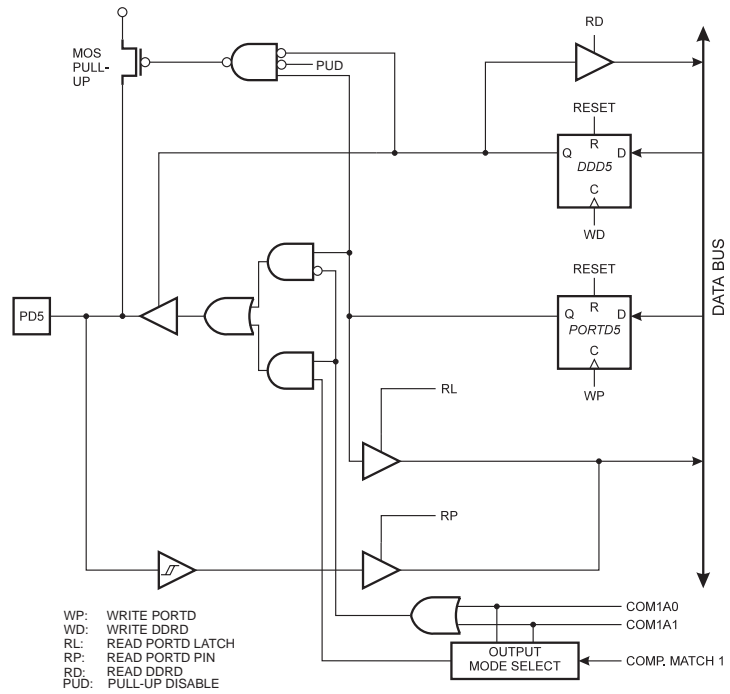 RD
MOS
PULL-
UP
PUD
RESET
R
Q
D
DDD5
C
WD
DATA BUS
RESET
R
Q
D
PORTD5
C
WP
PD5
RL
RP
WP: WRITE PORTD
WD: WRITE DDRD
RL: READ PORTD LATCH
RP: READ PORTD PIN
RD: READ DDRD
PUD: PULL-UP DISABLE
COM1A0
COM1A1
OUTPUT
MODE SELECT
COMP. MATCH 1